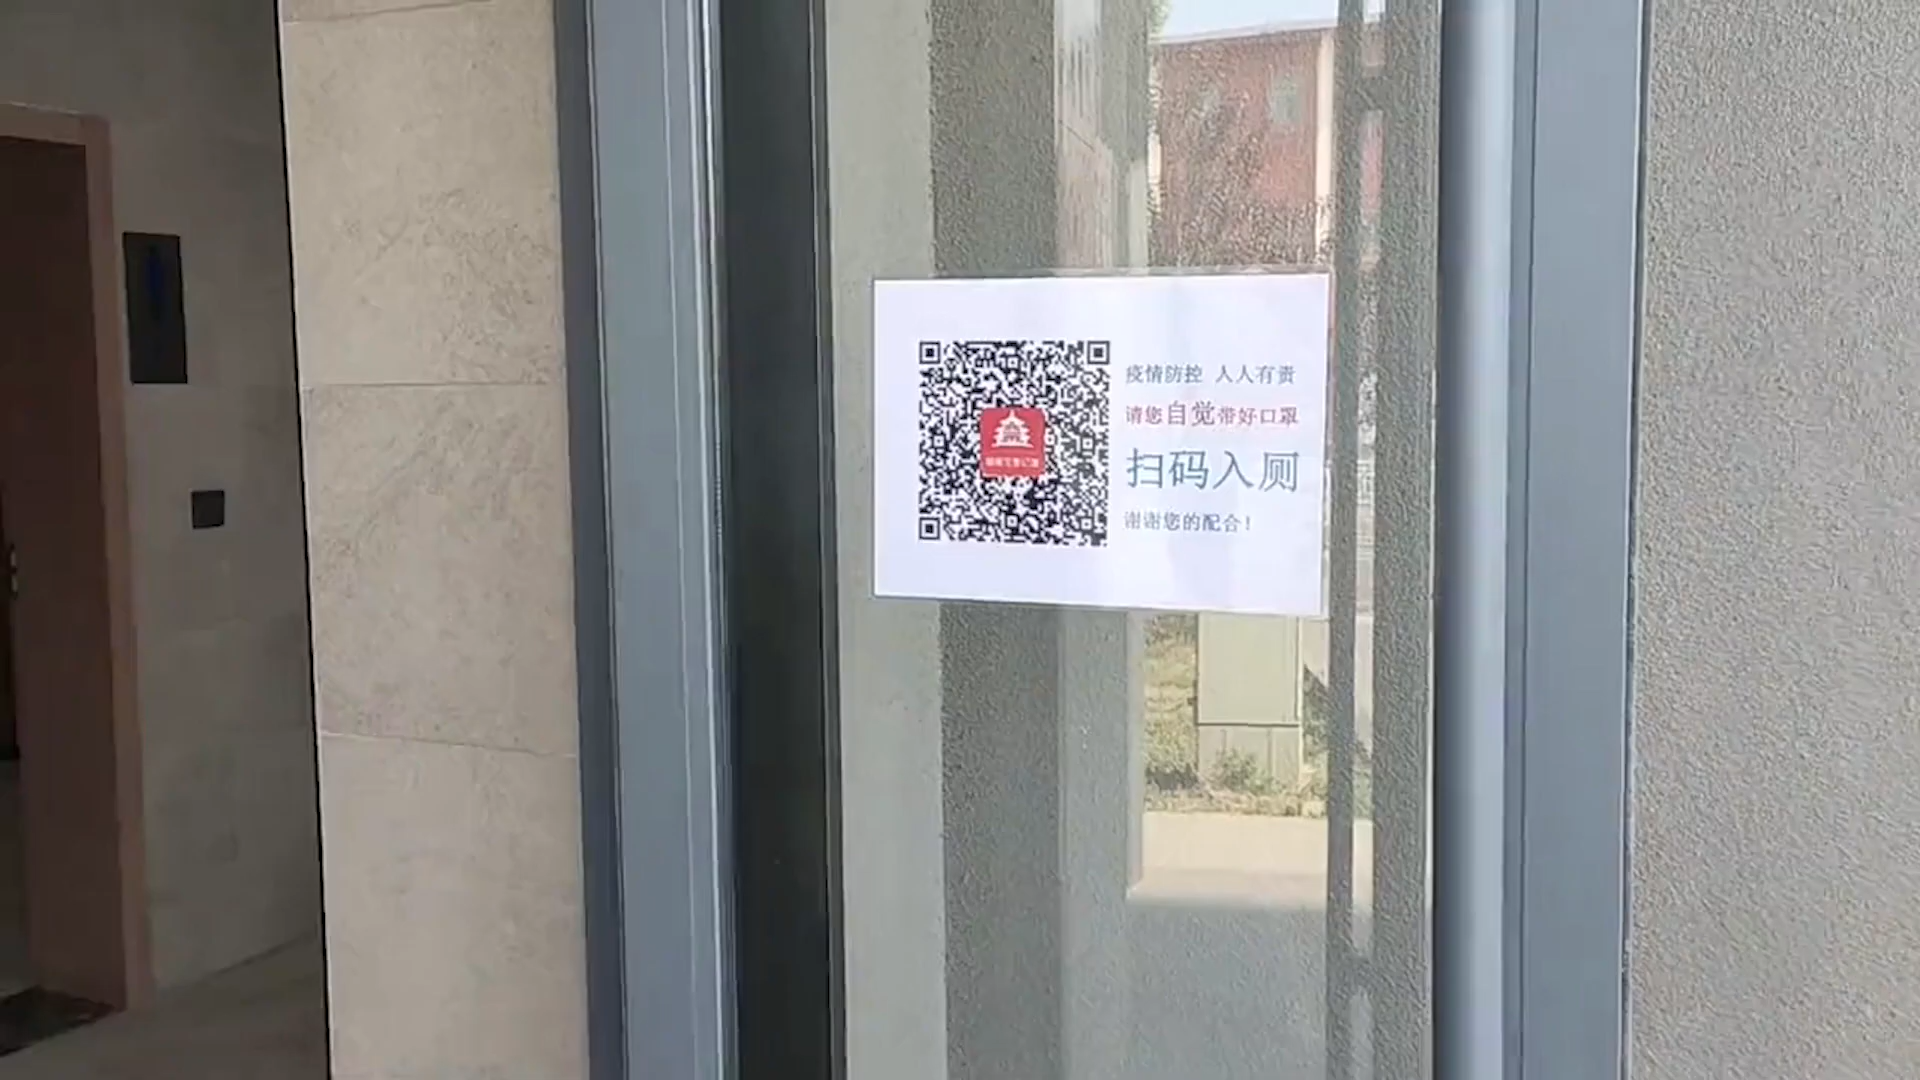 疫情防控 人人有责
请您自觉带好口罩
扫码入厕
谢谢您的配合!